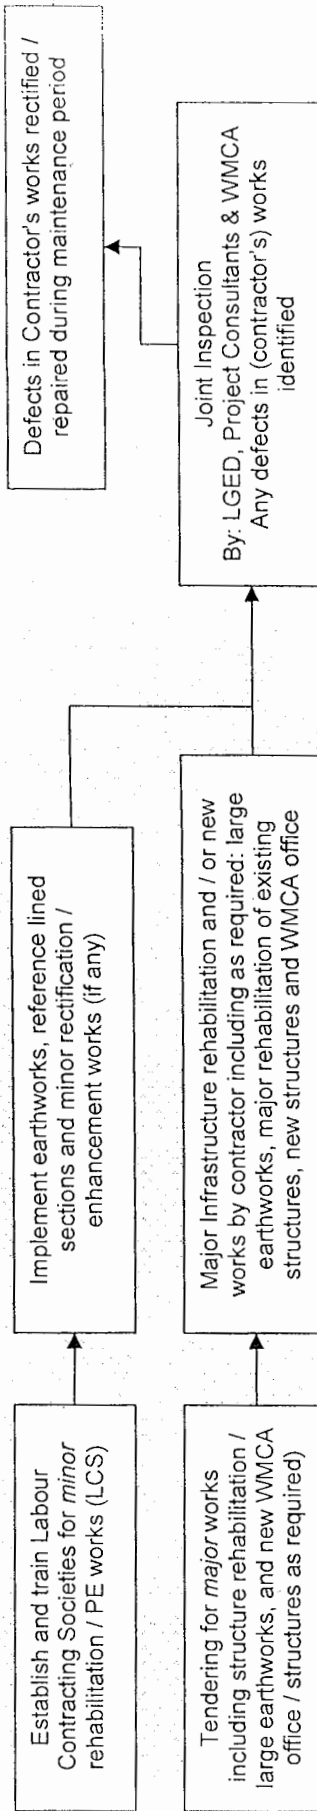 Establish and train Labour
Contracting Societies for minor
rehabilitation / PE works (LCS)
Implement earthworks, reference lined
sections and minor rectification /
enhancement works (if any)
Tendering for major works
including structure rehabilitation /
large earthworks, and new WMCA
office / structures as required)
Major Infrastructure rehabilitation and / or new
works by contractor including as required: large
earthworks, major rehabilitation of existing
structures, new structures and WMCA office
Joint Inspection
By: LGED, Project Consultants & WMCA
Any defects in (contractor's) works
identified
Defects in Contractor's works rectified /
repaired during maintenance period